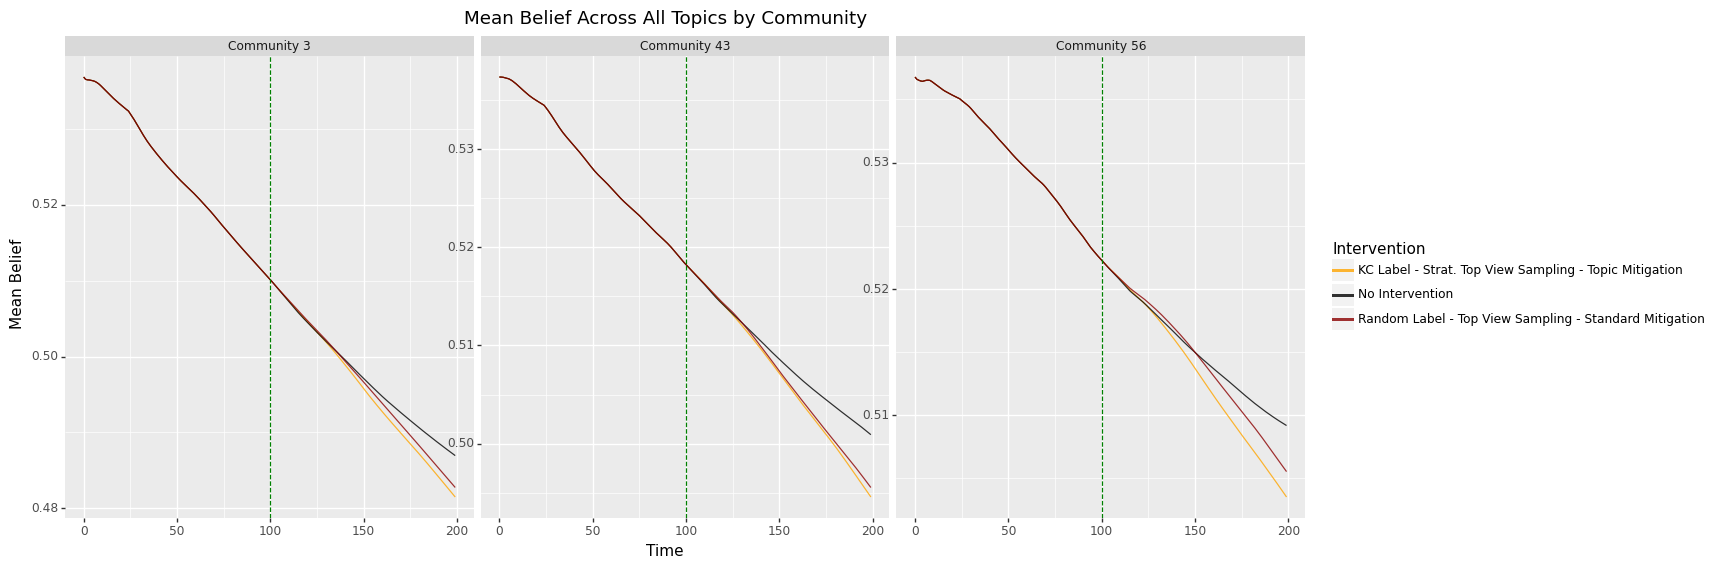 Mean Belief Across All Topics by Community
Community 3
Community 43
Community 56
Mean Belief
0.52
0.50
0.48
0.53
0.52
0.51
0.50
0.53
0.52
0.51
0 50 100 150 200
0 50 100 150 200
0 50 100 150 200
Time
Intervention
KC Label - Strat. Top View Sampling - Topic Mitigation
No Intervention
Random Label - Top View Sampling - Standard Mitigation